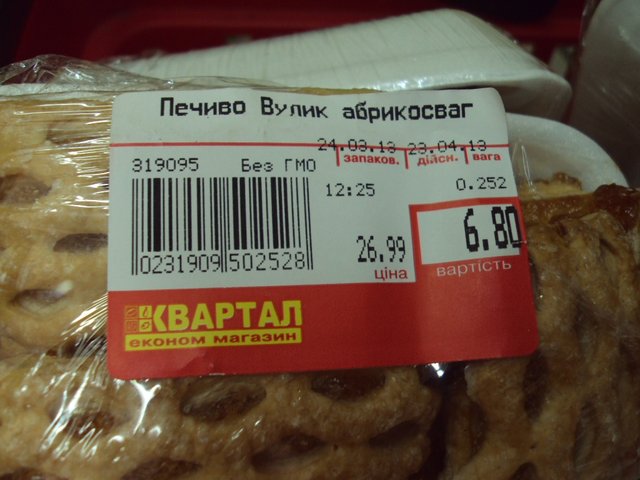 Печиво Вулик абрикосваг
24.03.13 23.04.13
запаков. дійсн. вага
319095 Без ГМО
12:25 0.252
26.99 6.80
ціна вартість
0231909 502528
КВАРТАЛ
економ магазин